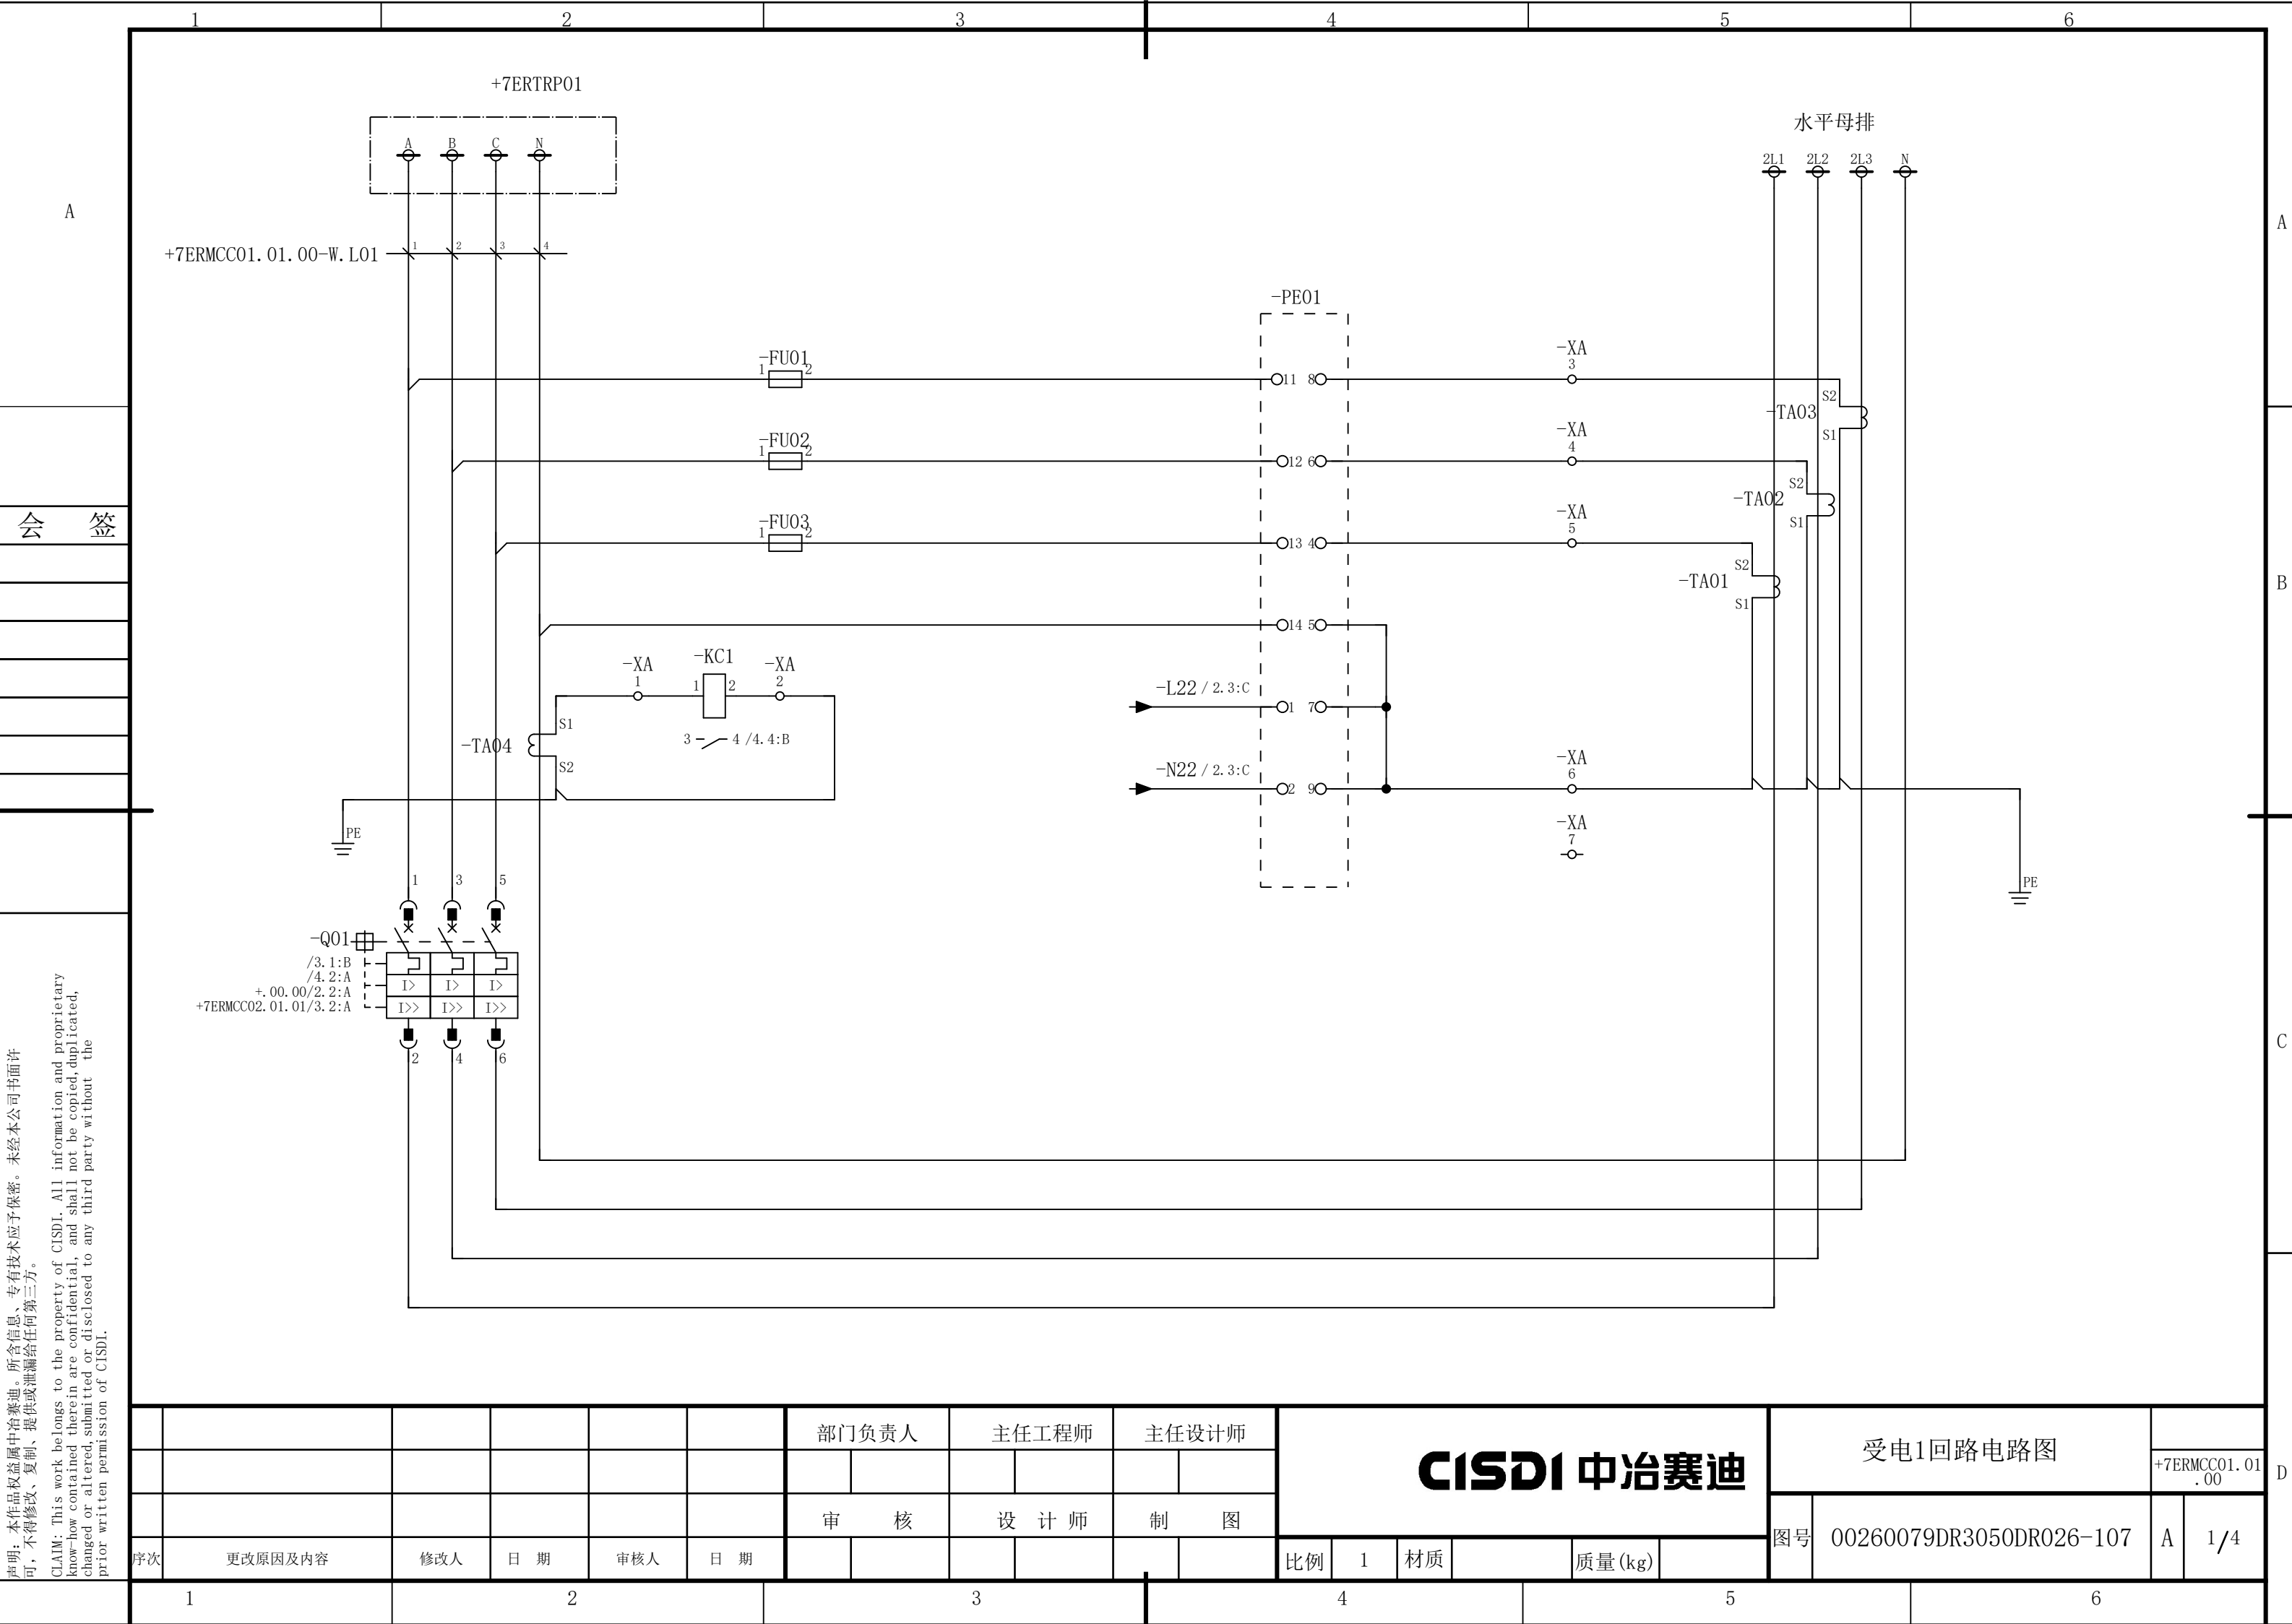 1 2 3 4 5 6
+7ERTRP01
A B C N
水平母排
2L1 2L2 2L3 N
A
A
+7ERMCC01.01.00-W.L01
1 2 3 4
-PE01
-FU01
1 2
11 8
-XA
3
S2
-TA03
S1
-FU02
1 2
12 6
-XA
4
S2
-TA02
S1
-FU03
1 2
13 4
-XA
5
S2
-TA01
S1
会 签
B
14 5
-XA
1
-KC1
1 2
-XA
2
-L22 / 2.3:C
1 7
S1
-TA04
S2
3 4 /4.4:B
-N22 / 2.3:C
2 9
-XA
6
-XA
7
PE
PE
1 3 5
-Q01
/3.1:B
/4.2:A
+.00.00/2.2:A
+7ERMCC02.01.01/3.2:A
I> I> I>
I>> I>> I>>
2 4 6
C
声明: 本作品权益属中冶赛迪。所含信息、专有技术应予保密。未经本公司书面许
可, 不得修改、复制、提供或泄漏给任何第三方。
CLAIM: This work belongs to the property of CISDI. All information and proprietary
know-how contained therein are confidential, and shall not be copied,duplicated,
changed or altered,submitted or disclosed to any third party without the
prior written permission of CISDI.
部门负责人 主任工程师 主任设计师
审 核 设 计 师 制 图
序次 更改原因及内容 修改人 日 期 审核人 日 期
CISDI 中冶赛迪
比例 1 材质 质量(kg)
受电1回路电路图
+7ERMCC01.01
.00
图号 00260079DR3050DR026-107 A 1/4
D
1 2 3 4 5 6